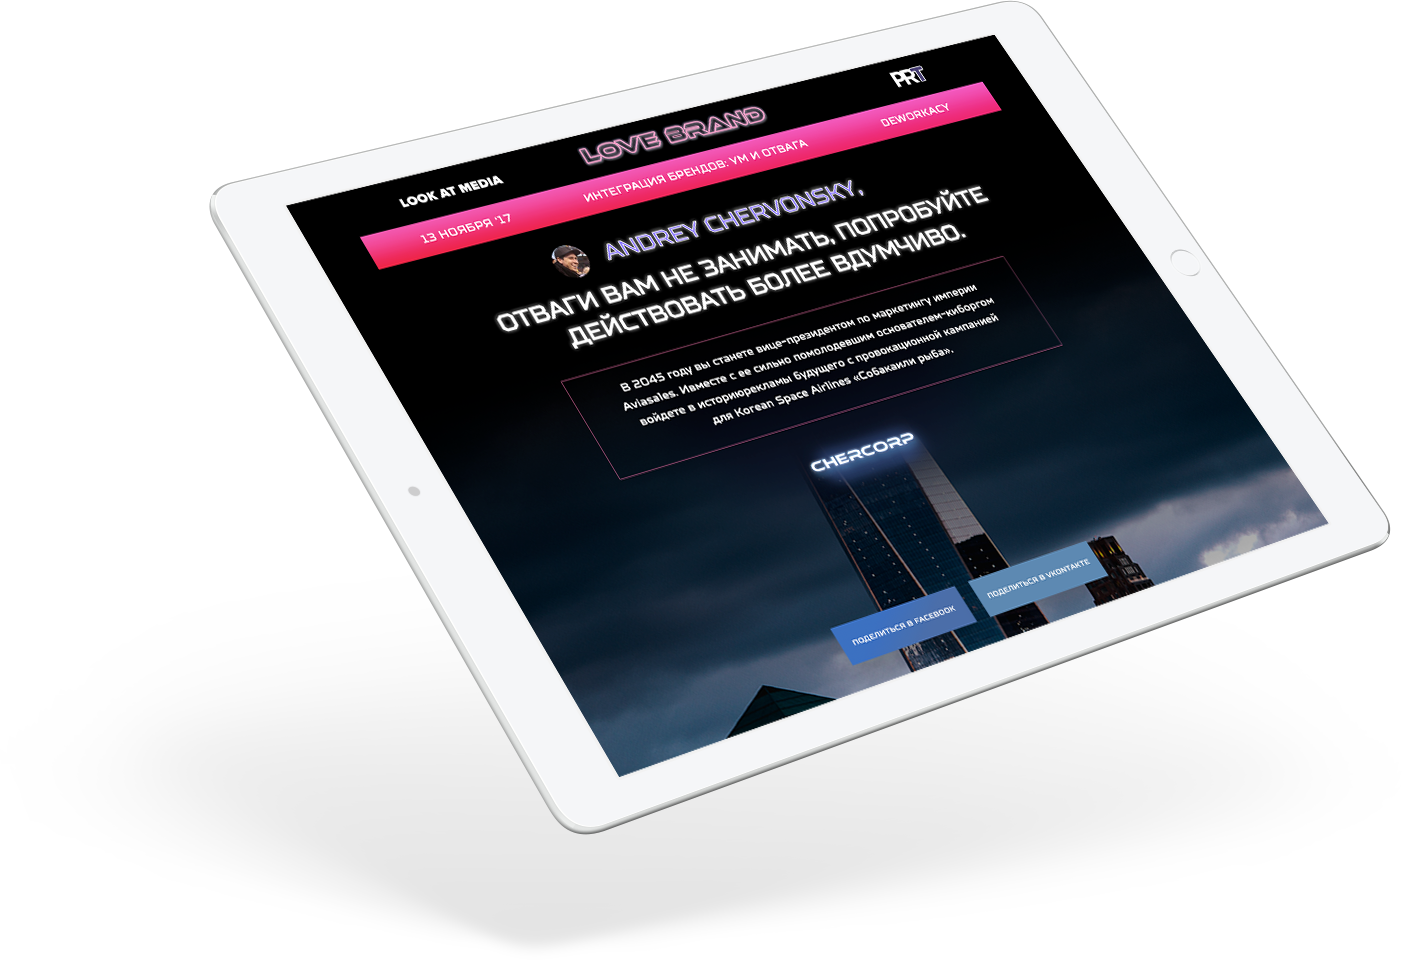 LOOK AT MEDIA
LOVE BRAND
PRT
13 НОЯБРЯ '17
ИНТЕГРАЦИЯ БРЕНДОВ: УМ И ОТВАГА
DEWORKACY
ANDREY CHERVONSKY,
ОТВАГИ ВАМ НЕ ЗАНИМАТЬ, ПОПРОБУЙТЕ
ДЕЙСТВОВАТЬ БОЛЕЕ ВДУМЧИВО.
В 2045 году вы станете вице-президентом по маркетингу империи
Aviasales. Ивместе с ее сильно помолодевшим основателем-киборгом
войдете в историюрекламы будущего с провокационной кампанией
для Korean Space Airlines «Собакаили рыба».
CHERCORP
ПОДЕЛИТЬСЯ В FACEBOOK
ПОДЕЛИТЬСЯ В VKONTAKTE